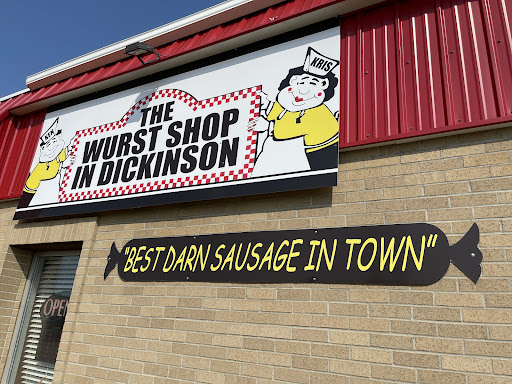 KRIS
THE
WURST SHOP
IN DICKINSON
"BEST DARN SAUSAGE IN TOWN"
OPEN